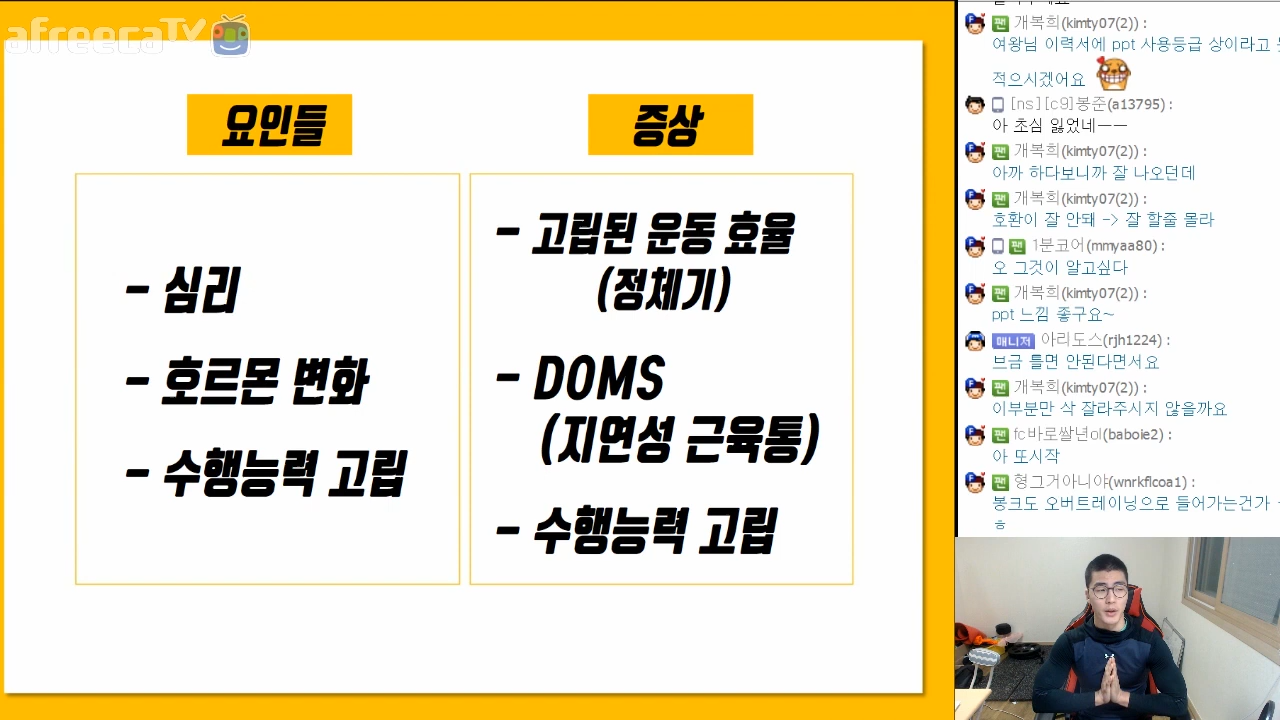 afreecaTV
요인들
- 심리
- 호르몬 변화
- 수행능력 고립
증상
- 고립된 운동 효율
(정체기)
- DOMS
(지연성 근육통)
- 수행능력 고립
팬 개복희(kimty07(2)) :
여왕님 이력서에 ppt 사용등급 상이라고
적으시겠어요
[ns][c9]봉준(a13795) :
아 초심 잃었네ㅡㅡ
팬 개복희(kimty07(2)) :
아까 하다보니까 잘 나오던데
팬 개복희(kimty07(2)) :
호환이 잘 안돼 -> 잘 할줄 몰라
팬 1분코어(mmyaa80) :
오 그것이 알고싶다
팬 개복희(kimty07(2)) :
ppt 느낌 좋구요~
매니저 아리도스(rjh1224) :
브금 틀면 안된다면서요
팬 개복희(kimty07(2)) :
이부분만 삭 잘라주시지 않을까요
팬 fc바로쌀년ol(baboie2) :
아 또시작
팬 형그거아니야(wnrkflcoa1) :
봉크도 오버트레이닝으로 들어가는건가
ㅎ